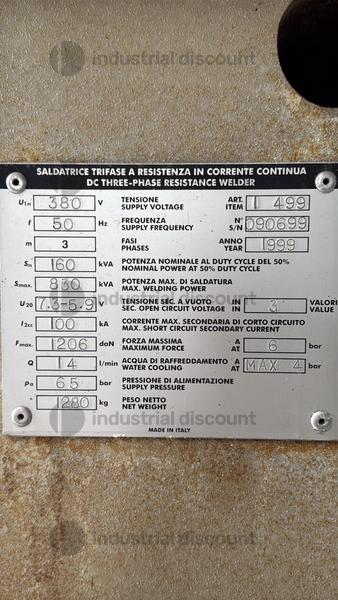 industrial discount
SALDATRICE TRIFASE A RESISTENZA IN CORRENTE CONTINUA
DC THREE-PHASE RESISTANCE WELDER
U1n 380 V TENSIONE SUPPLY VOLTAGE ART. ITEM 1499
f 50 Hz FREQUENZA SUPPLY FREQUENCY N° S/N D90699
m 3 FASI PHASES ANNO YEAR 1999
Sn 160 kVA POTENZA NOMINALE AL DUTY CYCLE DEL 50% NOMINAL POWER AT 50% DUTY CYCLE
industrial discount
Smax. 830 kVA POTENZA MAX. DI SALDATURA MAX. WELDING POWER
U20 7.3-5.9 V TENSIONE SEC. A VUOTO SEC. OPEN CIRCUIT VOLTAGE IN 3 VALORI VALUE
I2cc 100 kA CORRENTE MAX. SECONDARIA DI CORTO CIRCUITO MAX. SHORT CIRCUIT SECONDARY CURRENT
Fmax. 1206 daN FORZA MASSIMA MAXIMUM FORCE A AT 6 bar
Q 14 l/min ACQUA DI RAFFREDDAMENTO WATER COOLING A AT MAX 4 bar
po 6.5 bar PRESSIONE DI ALIMENTAZIONE SUPPLY PRESSURE
1280 kg PESO NETTO NET WEIGHT
industrial discount
MADE IN ITALY
industrial discount